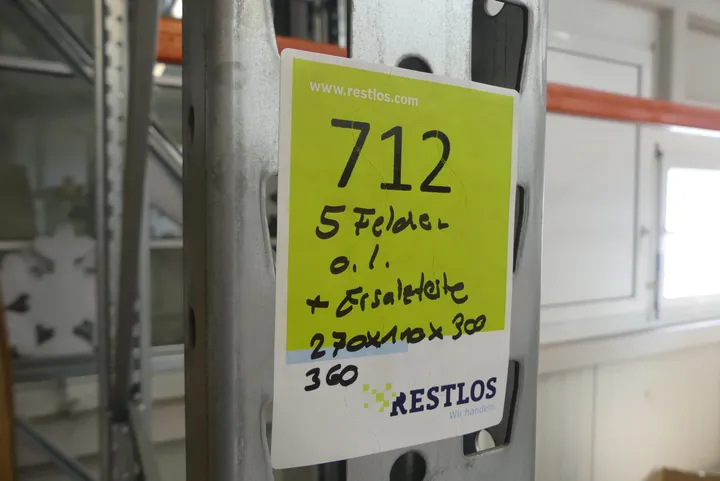 www.restlos.com
712
5 Felder
o.l.
+ Ersatzteile
270x110x300
360
RESTLOS
Wir handeln.